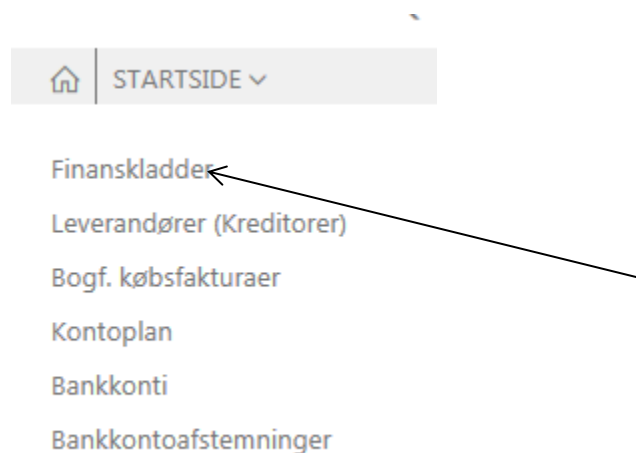 STARTSIDE
Finanskladder
Leverandører (Kreditorer)
Bogf. købsfakturaer
Kontoplan
Bankkonti
Bankkontoafstemninger